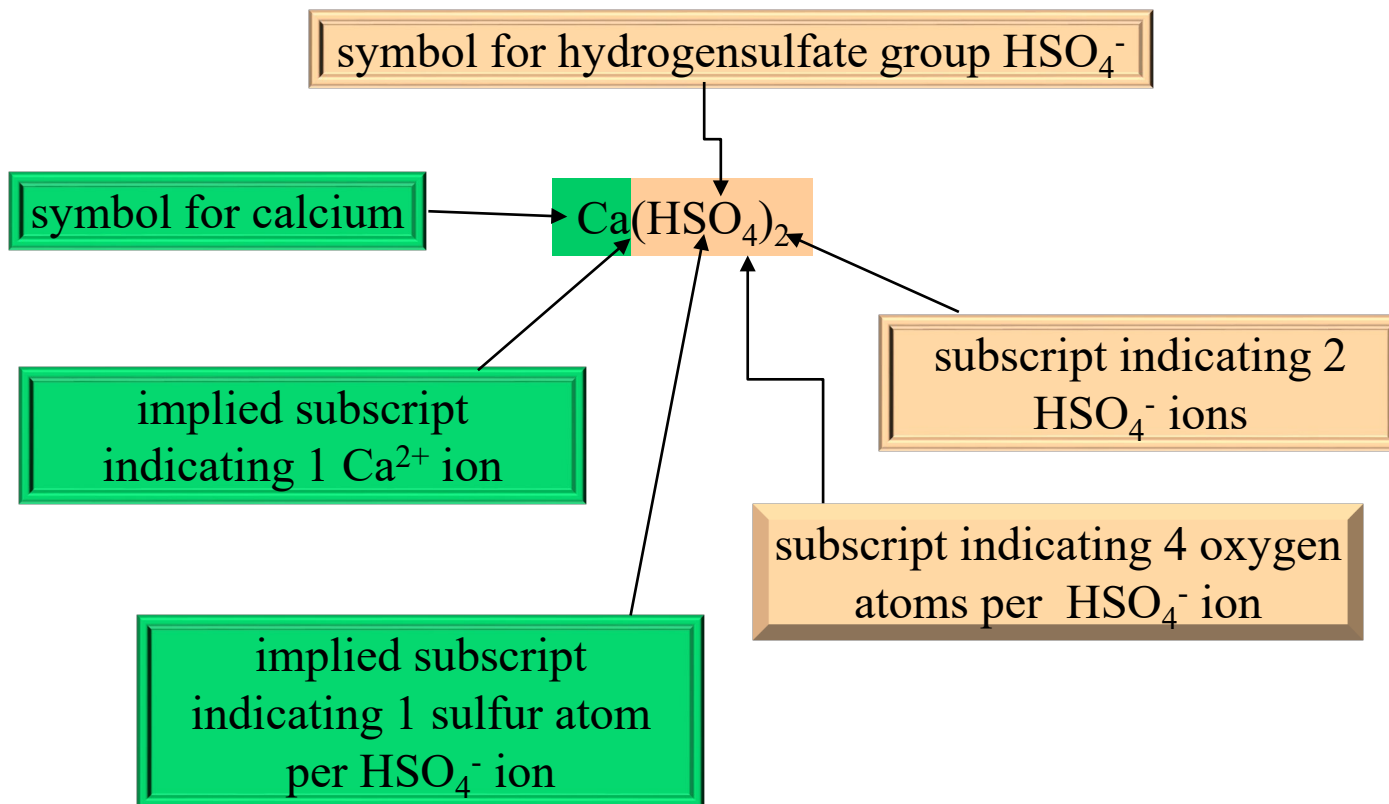 symbol for hydrogensulfate group HSO₄⁻
symbol for calcium
Ca(HSO₄)₂
implied subscript
indicating 1 Ca²⁺ ion
subscript indicating 2
HSO₄⁻ ions
subscript indicating 4 oxygen
atoms per HSO₄⁻ ion
implied subscript
indicating 1 sulfur atom
per HSO₄⁻ ion